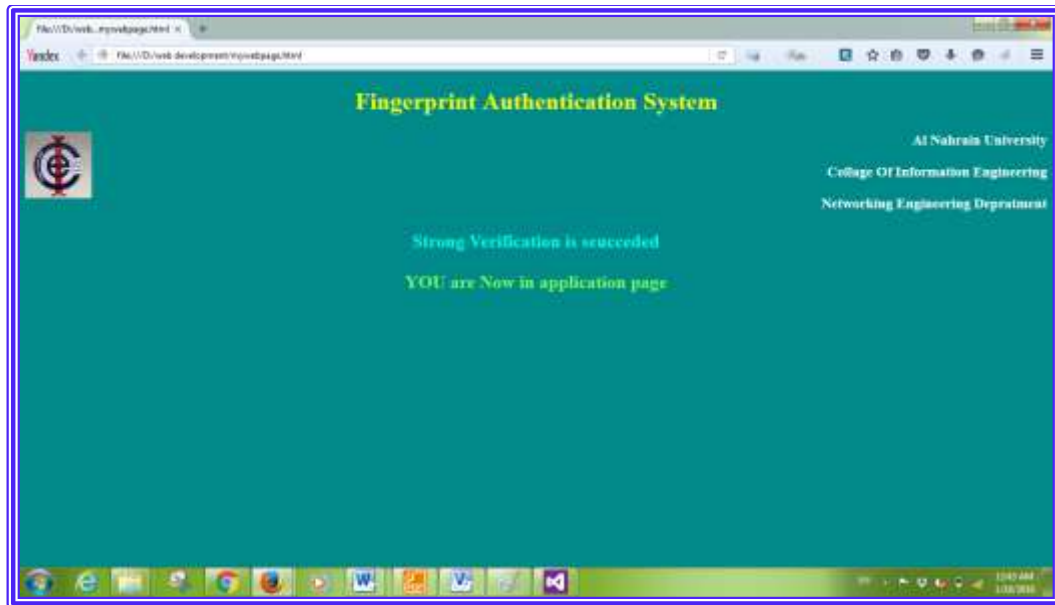 Yandex
Fingerprint Authentication System
Al Nahrain University
Collage Of Information Engineering
Networking Engineering Depratment
Strong Verification is seucceded
YOU are Now in application page